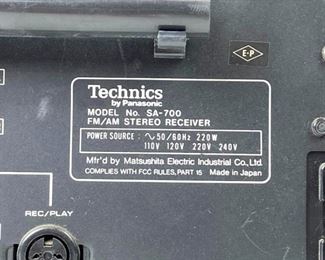 E-P
Technics
by Panasonic
MODEL No. SA-700
FM/AM STEREO RECEIVER
POWER SOURCE : ∿50/60Hz 220W
110V 120V 220V 240V
Mfr'd by Matsushita Electric Industrial Co., Ltd.
COMPLIES WITH FCC RULES, PART 15 Made in Japan
REC/PLAY